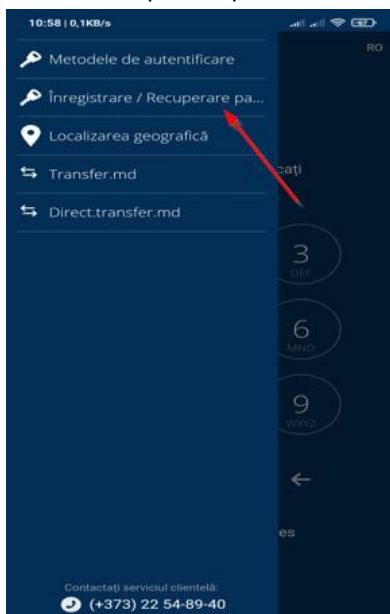 10:58 | 0,1KB/s
67
RO
Metodele de autentificare
Înregistrare / Recuperare pa...
Localizarea geografică
cați
Transfer.md
Direct.transfer.md
3
DEF
6
MNO
9
WXYZ
es
Contactați serviciul clientelă:
(+373) 22 54-89-40